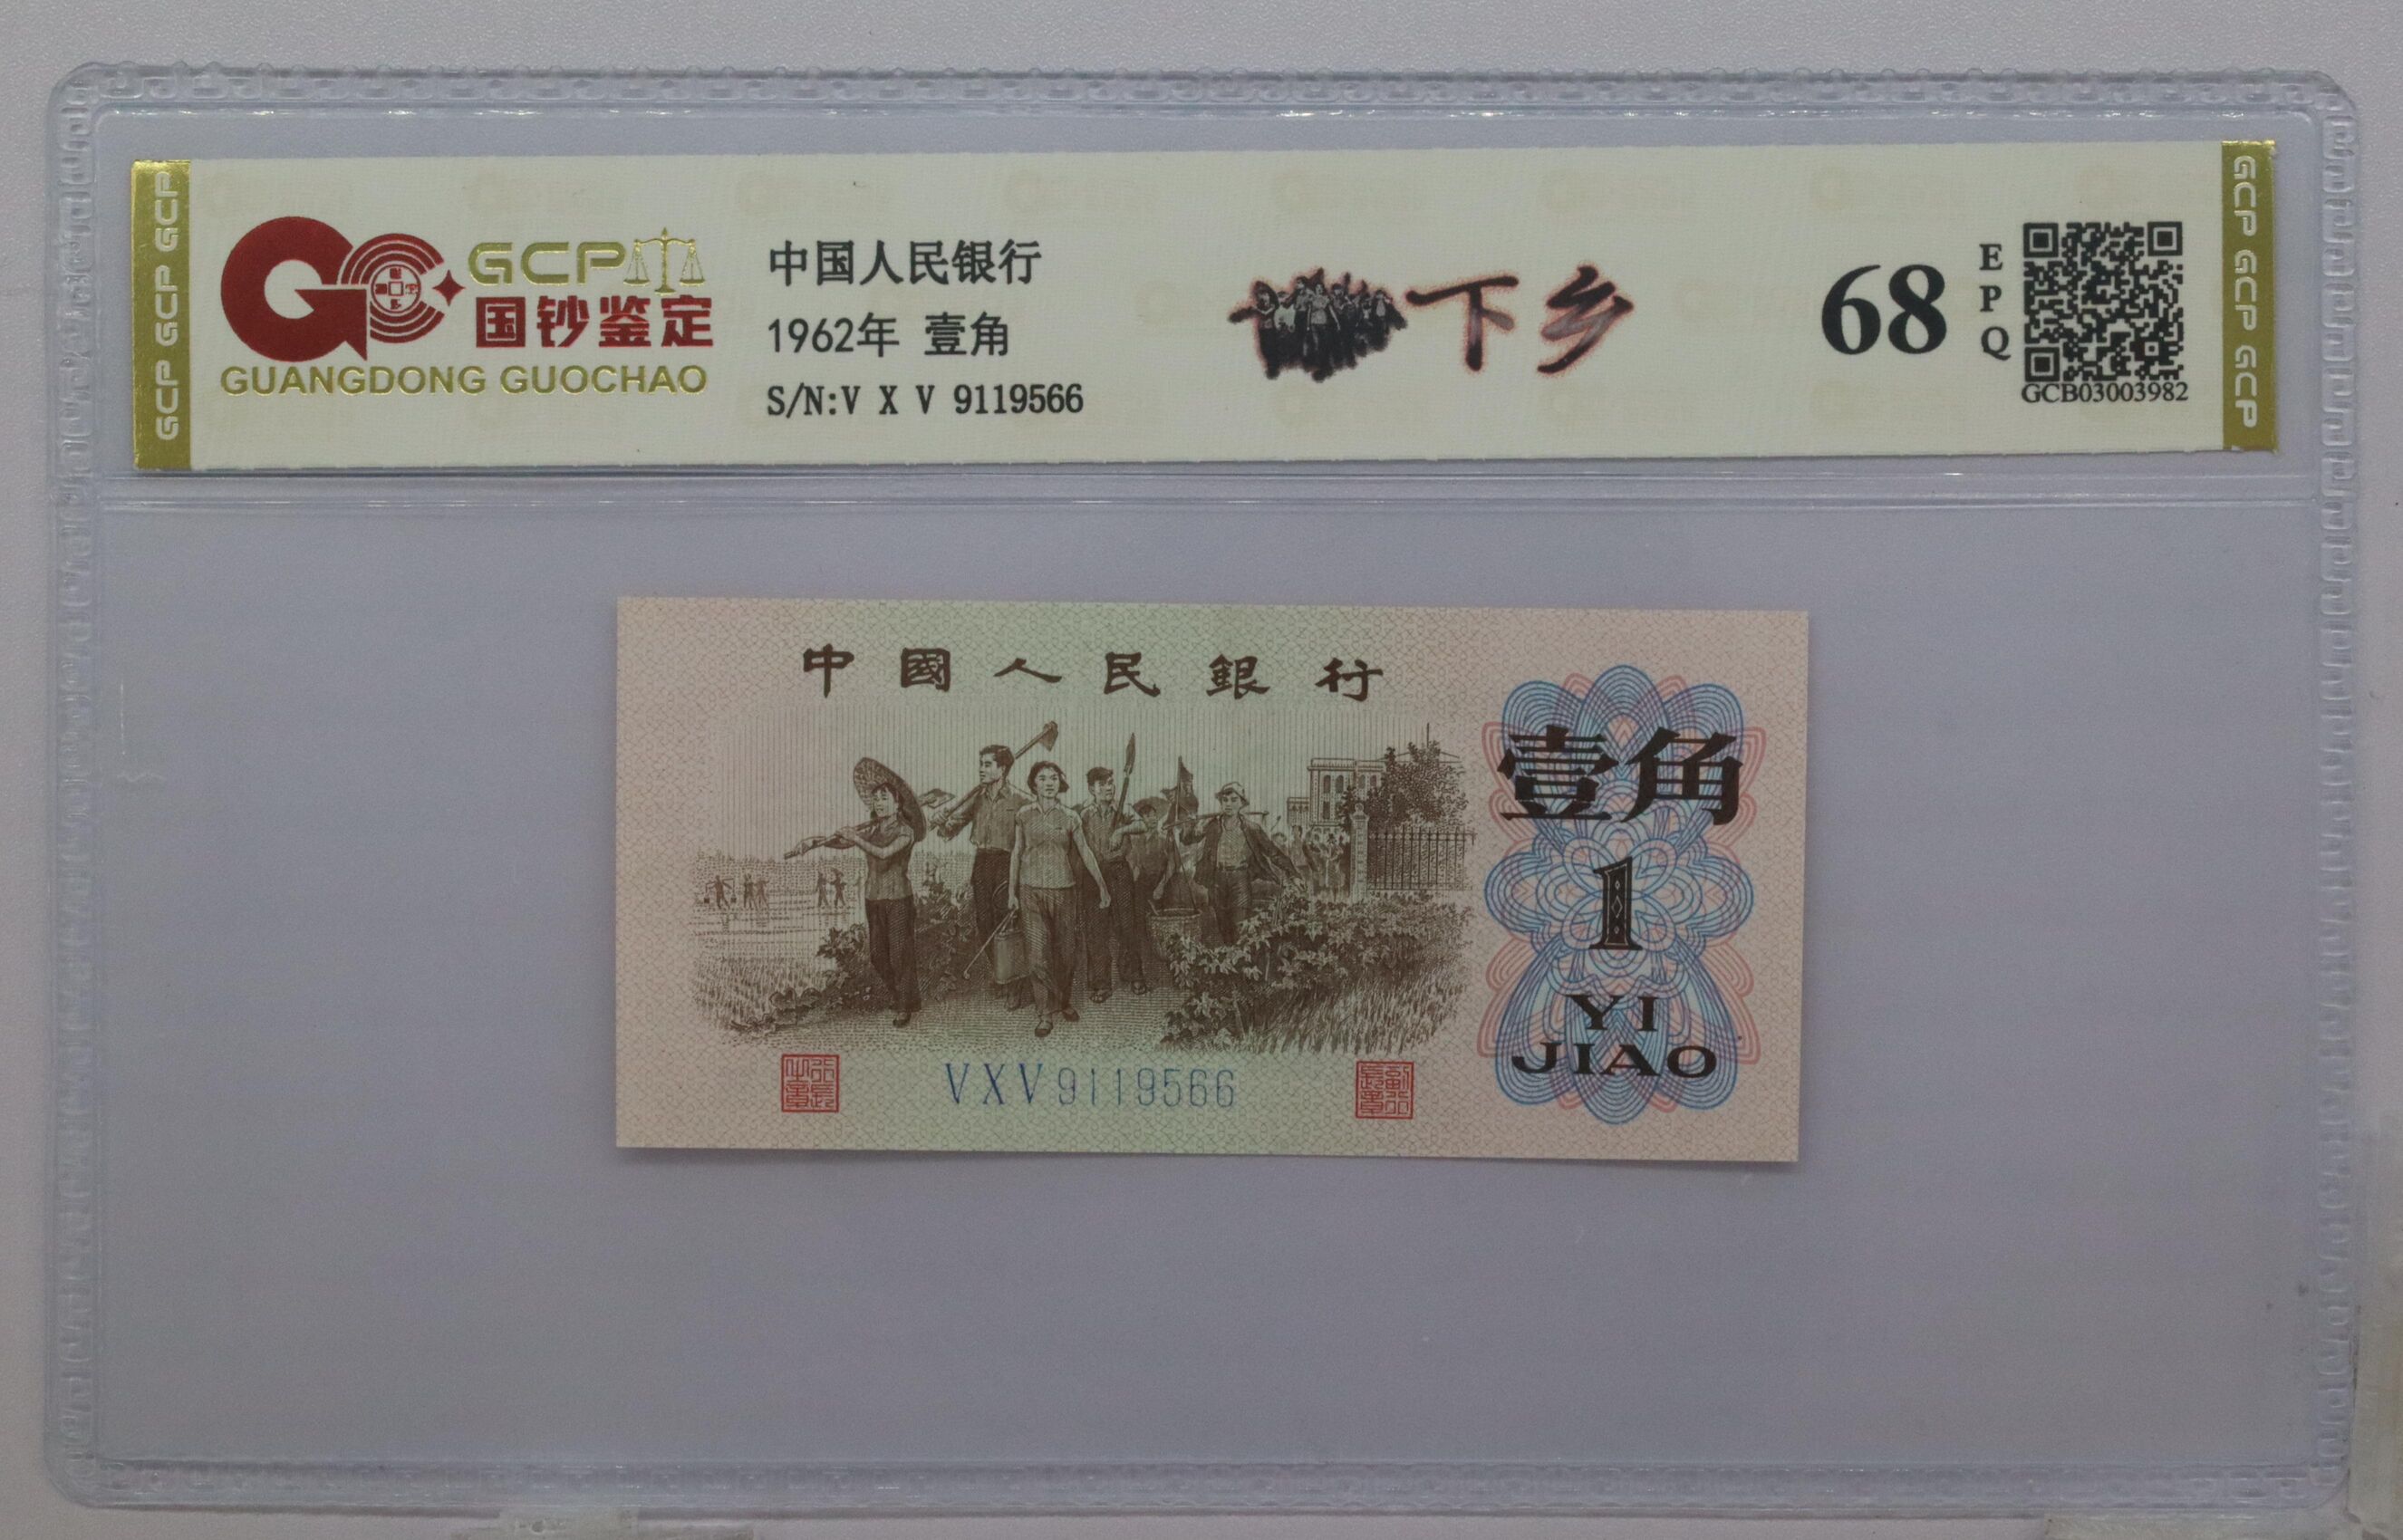 GCP GCP GCP
GCP
国钞鉴定
GUANGDONG GUOCHAO
中国人民银行
1962年 壹角
S/N:V X V 9119566
下乡
68
EPQ
GCB03003982
GCP GCP GCP
中國人民銀行
壹角
1
YI
JIAO
VXV9119566